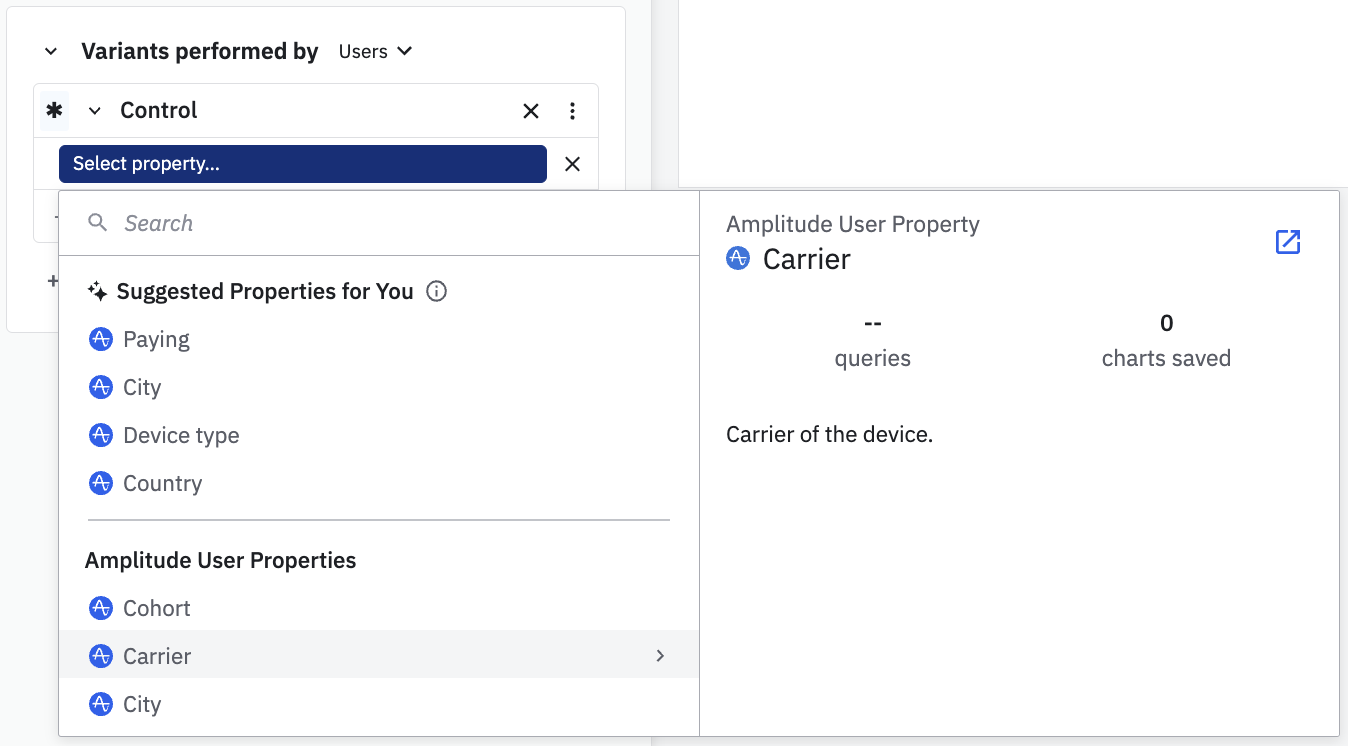 Variants performed by Users
Control
Select property...
Search
Suggested Properties for You
Paying
City
Device type
Country
Amplitude User Properties
Cohort
Carrier
City
Amplitude User Property
Carrier
-- 0
queries charts saved
Carrier of the device.